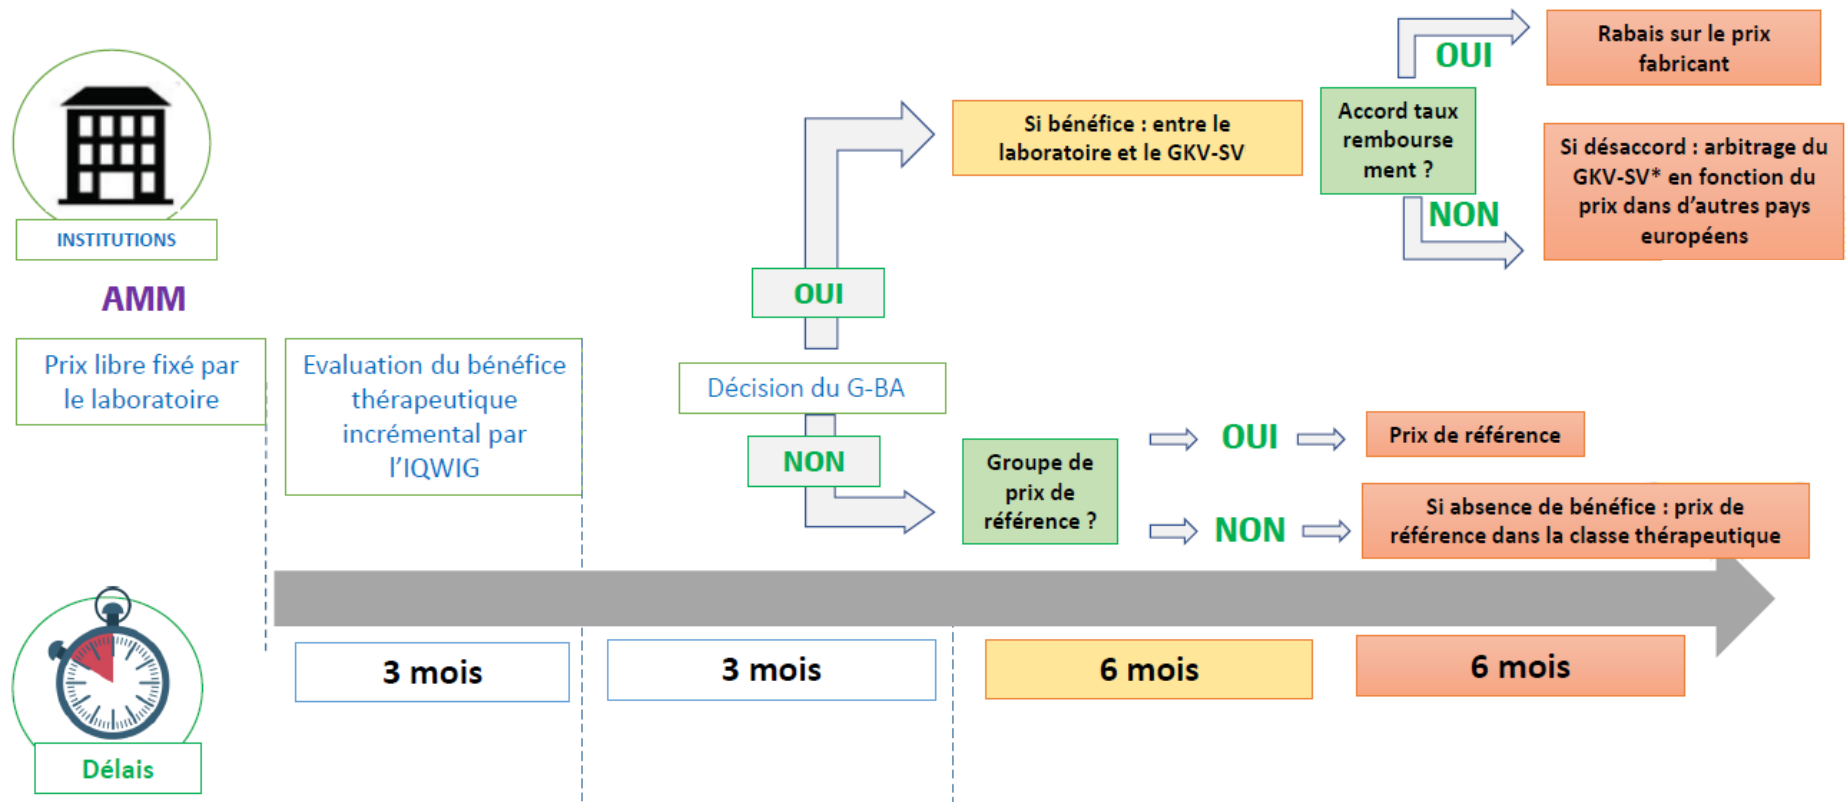 INSTITUTIONS
AMM
Prix libre fixé par
le laboratoire
Evaluation du bénéfice
thérapeutique
incrémental par
l'IQWIG
Décision du G-BA
OUI
NON
Si bénéfice : entre le
laboratoire et le GKV-SV
Accord taux
rembourse
ment ?
OUI
NON
Rabais sur le prix
fabricant
Si désaccord : arbitrage du
GKV-SV* en fonction du
prix dans d'autres pays
européens
Groupe de
prix de
référence ?
OUI
Prix de référence
NON
Si absence de bénéfice : prix de
référence dans la classe thérapeutique
Délais
3 mois
3 mois
6 mois
6 mois